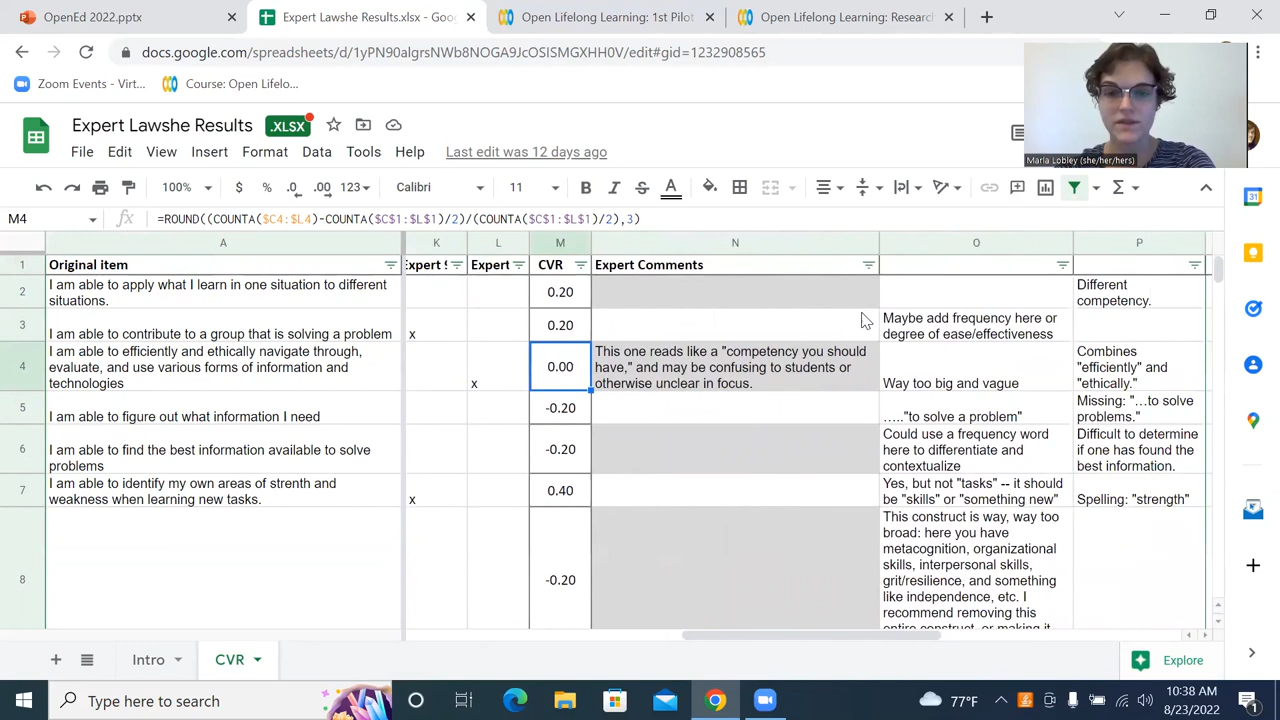 OpenEd 2022.pptx
Expert Lawshe Results.xlsx - Goo
Open Lifelong Learning: 1st Pilo
Open Lifelong Learning: Researc
docs.google.com/spreadsheets/d/1yPN90algrsNWb8NOGA9JcOSISMGXHH0V/edit#gid=1232908565
Zoom Events - Virt...
Course: Open Lifelo...
Expert Lawshe Results
.XLSX
File Edit View Insert Format Data Tools Help Last edit was 12 days ago
Marla Lobley (she/her/hers)
100% $ % .0 .00 123 Calibri 11 B I S A
M4 fx =ROUND((COUNTA($C4:$L4)-COUNTA($C$1:$L$1)/2)/(COUNTA($C$1:$L$1)/2),3)
A K L M N O P
1 Original item Expert 9 Expert CVR Expert Comments
2
I am able to apply what I learn in one situation to different
situations.
0.20
Different
competency.
3
I am able to contribute to a group that is solving a problem
x
0.20
Maybe add frequency here or
degree of ease/effectiveness
4
I am able to efficiently and ethically navigate through,
evaluate, and use various forms of information and
technologies
x
0.00
This one reads like a "competency you should
have," and may be confusing to students or
otherwise unclear in focus.
Way too big and vague
Combines
"efficiently" and
"ethically."
5
I am able to figure out what information I need
-0.20
….."to solve a problem"
Missing: "…to solve
problems."
6
I am able to find the best information available to solve
problems
-0.20
Could use a frequency word
here to differentiate and
contextualize
Difficult to determine
if one has found the
best information.
7
I am able to identify my own areas of strenth and
weakness when learning new tasks.
x
0.40
Yes, but not "tasks" -- it should
be "skills" or "something new"
Spelling: "strength"
8
-0.20
This construct is way, way too
broad: here you have
metacognition, organizational
skills, interpersonal skills,
grit/resilience, and something
like independence, etc. I
recommend removing this
entire construct, or making it
Intro CVR
Explore
Type here to search
77°F
10:38 AM
8/23/2022
31
1